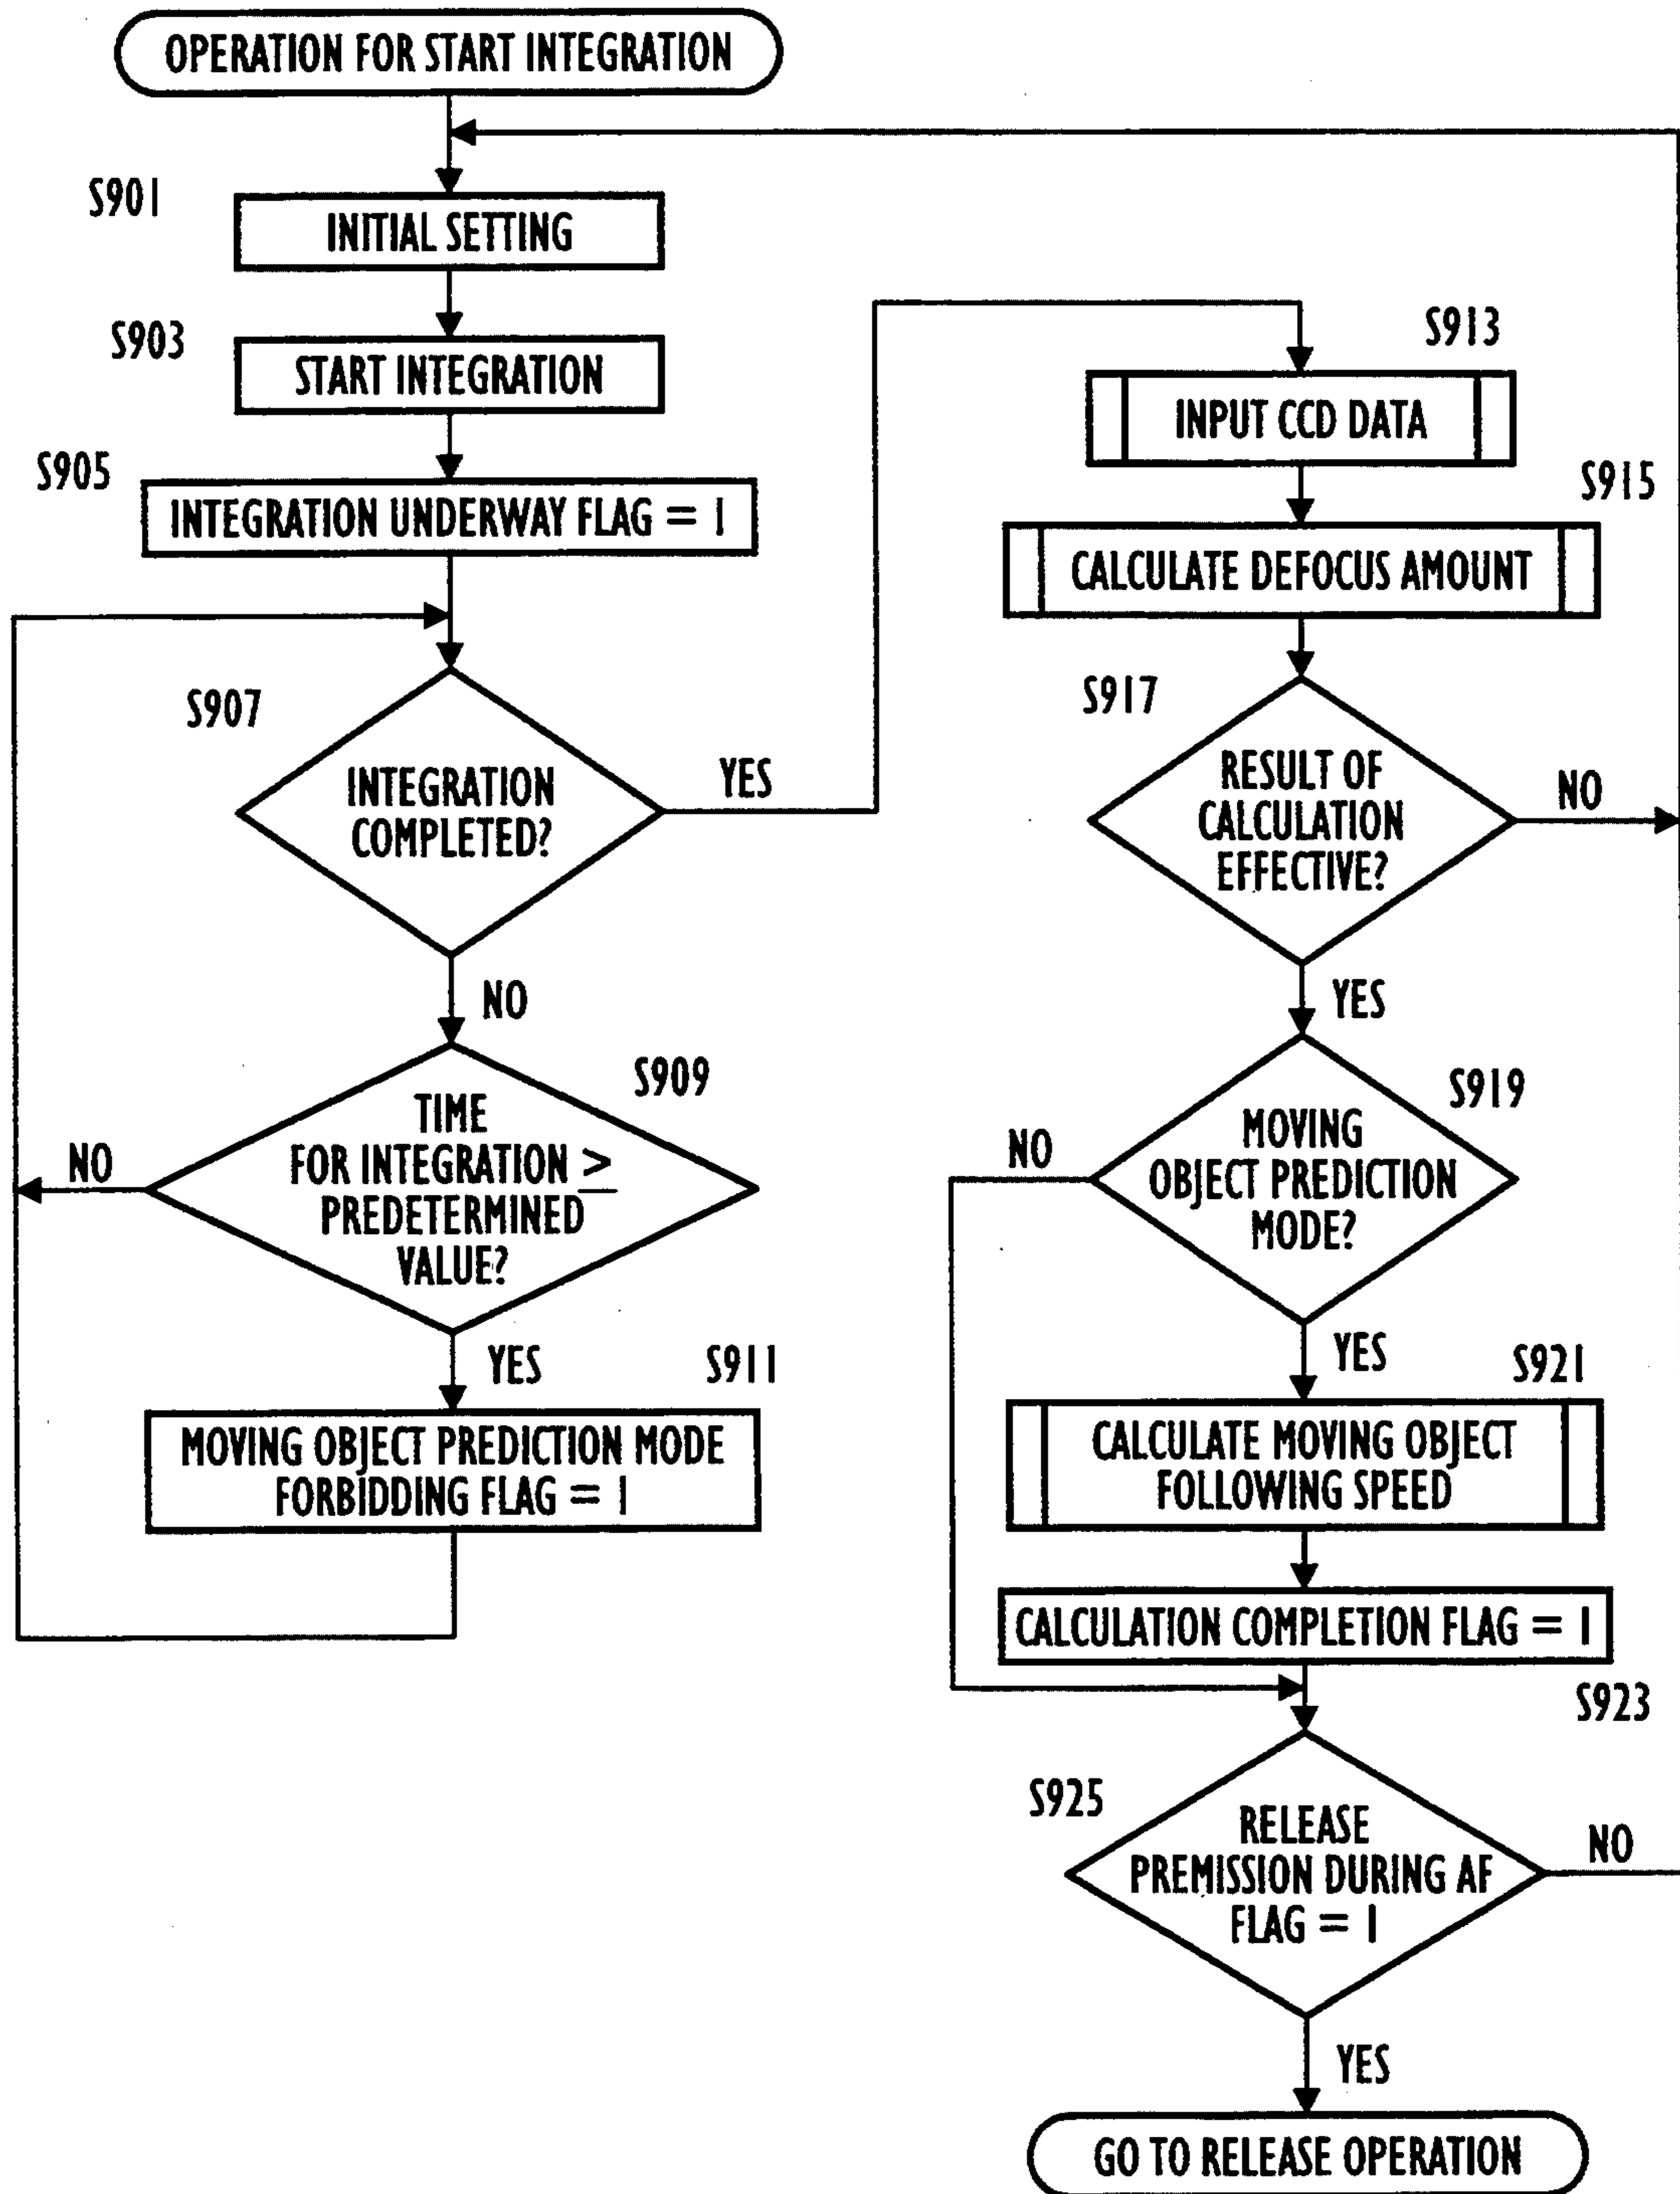 OPERATION FOR START INTEGRATION
S901
INITIAL SETTING
S903
START INTEGRATION
S905
INTEGRATION UNDERWAY FLAG = 1
S907
INTEGRATION
COMPLETED?
YES
NO
S909
TIME
FOR INTEGRATION ≥
PREDETERMINED
VALUE?
NO
YES
S911
MOVING OBJECT PREDICTION MODE
FORBIDDING FLAG = 1
S913
INPUT CCD DATA
S915
CALCULATE DEFOCUS AMOUNT
S917
RESULT OF
CALCULATION
EFFECTIVE?
NO
YES
S919
MOVING
OBJECT PREDICTION
MODE?
NO
YES
S921
CALCULATE MOVING OBJECT
FOLLOWING SPEED
CALCULATION COMPLETION FLAG = 1
S923
S925
RELEASE
PREMISSION DURING AF
FLAG = 1
NO
YES
GO TO RELEASE OPERATION